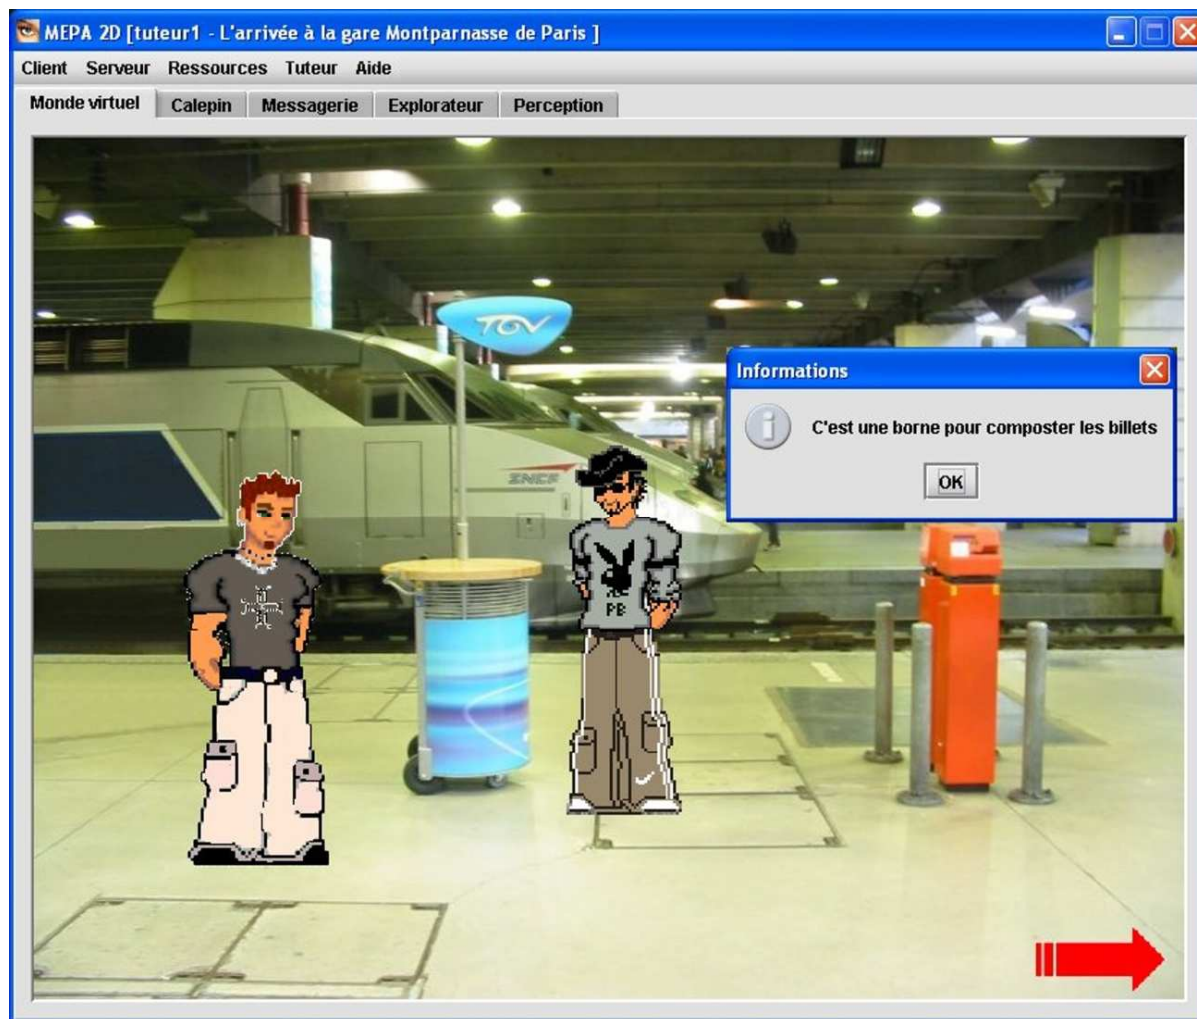 MEPA 2D [tuteur1 - L'arrivée à la gare Montparnasse de Paris ]
Client Serveur Ressources Tuteur Aide
Monde virtuel Calepin Messagerie Explorateur Perception
TGV
Informations
C'est une borne pour composter les billets
OK
SNCF
PB